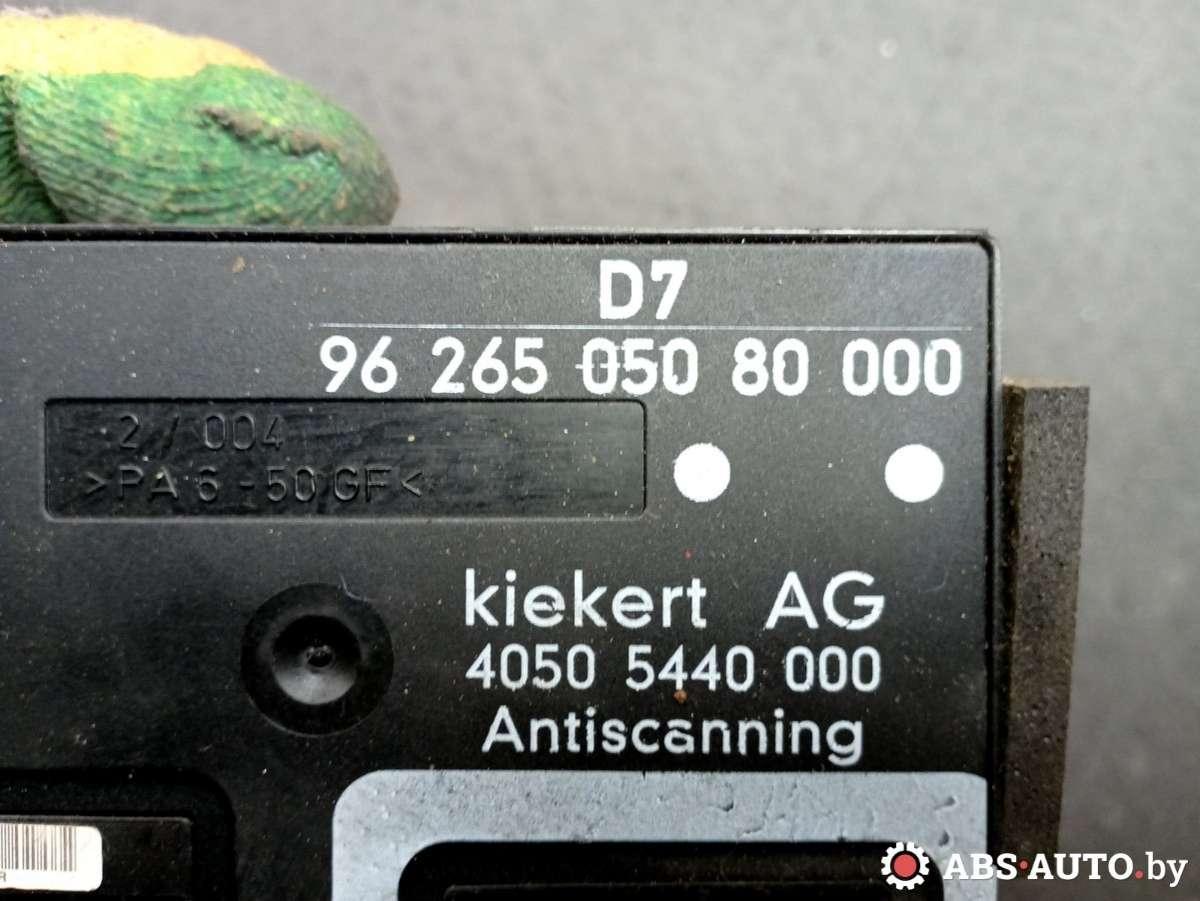 D7
96 265 050 80 000
2 / 004
>PA 6 - 50 GF<
kiekert AG
4050 5440 000
Antiscanning
R
ABS·AUTO.by